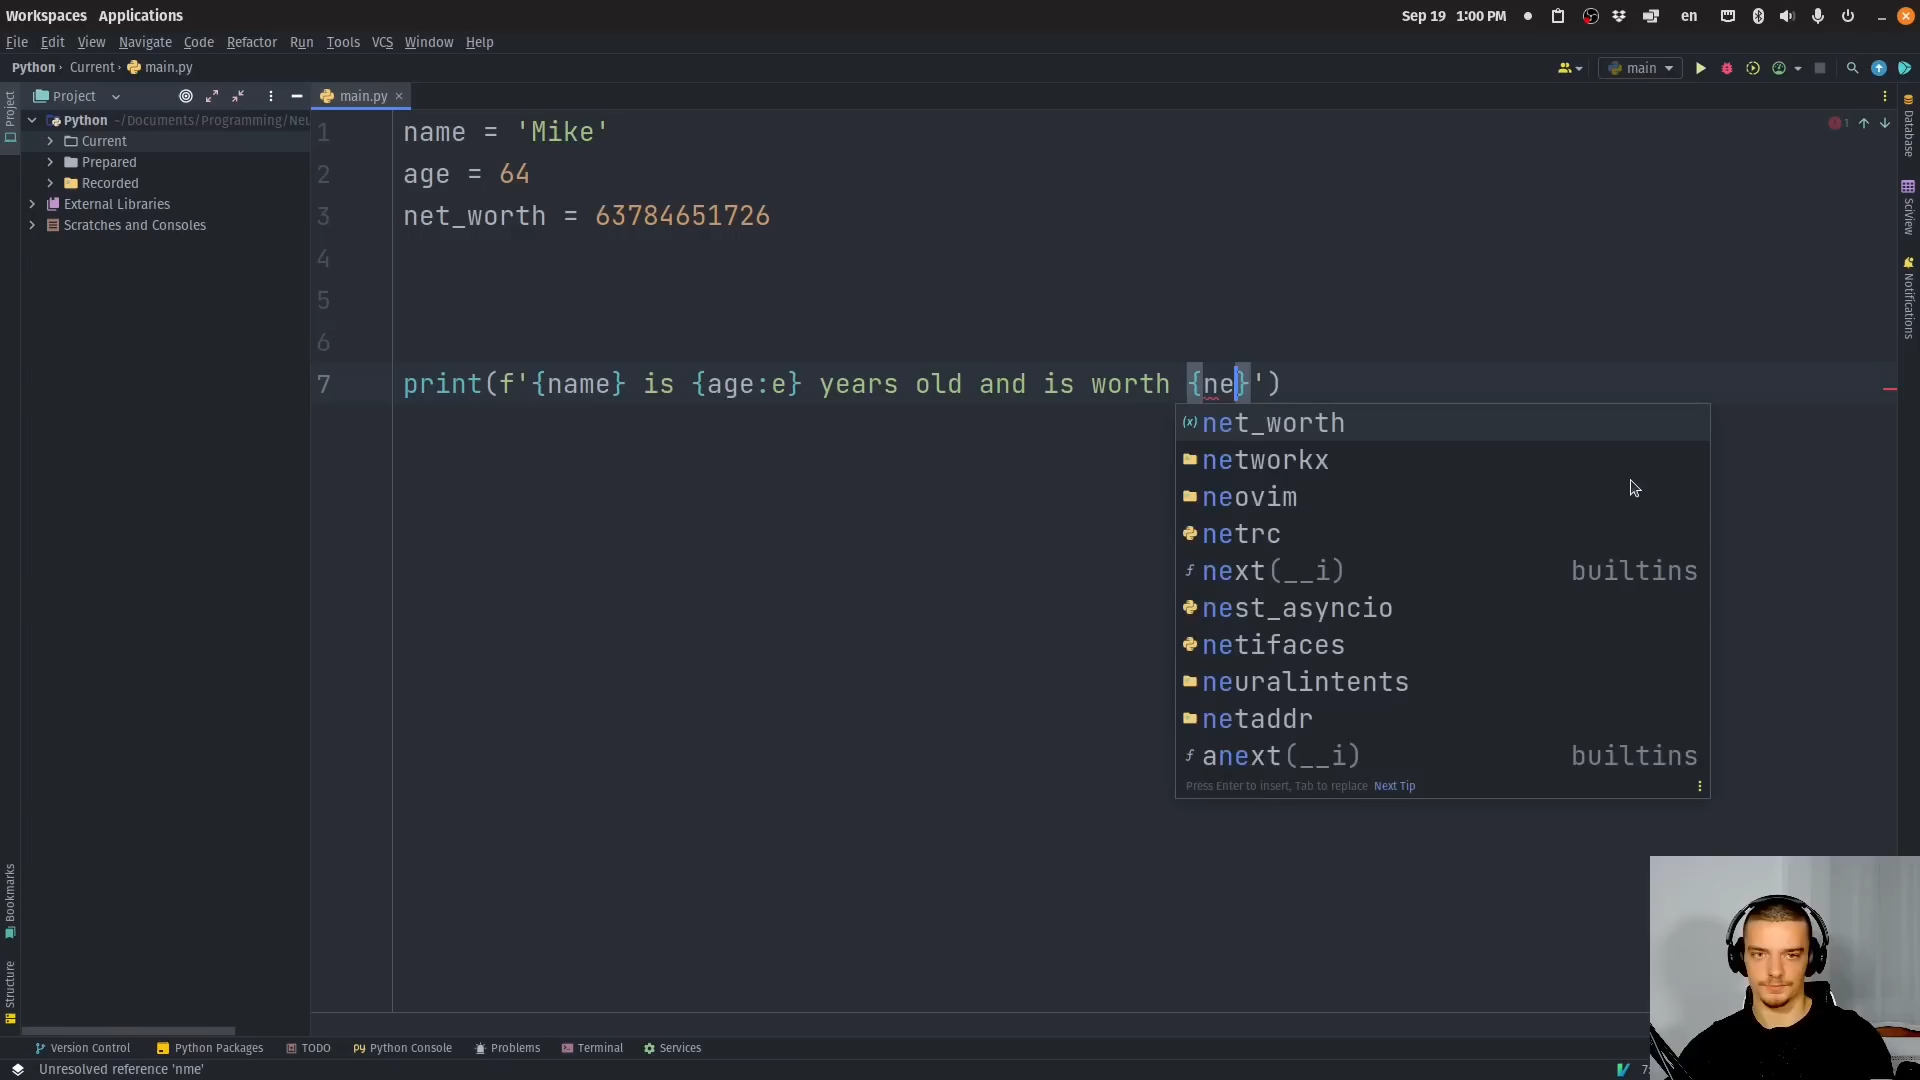 Workspaces Applications Sep 19 1:00 PM en
File Edit View Navigate Code Refactor Run Tools VCS Window Help
Python Current main.py main
Project main.py
Python ~/Documents/Programming/Neu
Current
Prepared
Recorded
External Libraries
Scratches and Consoles
1 name = 'Mike'
2 age = 64
3 net_worth = 63784651726
4
5
6
7 print(f'{name} is {age:e} years old and is worth {ne}')
net_worth
networkx
neovim
netrc
next(__i) builtins
nest_asyncio
netifaces
neuralintents
netaddr
anext(__i) builtins
Press Enter to insert, Tab to replace Next Tip
1
Project
Bookmarks
Structure
Database
SciView
Notifications
Version Control Python Packages TODO Python Console Problems Terminal Services
Unresolved reference 'nme'